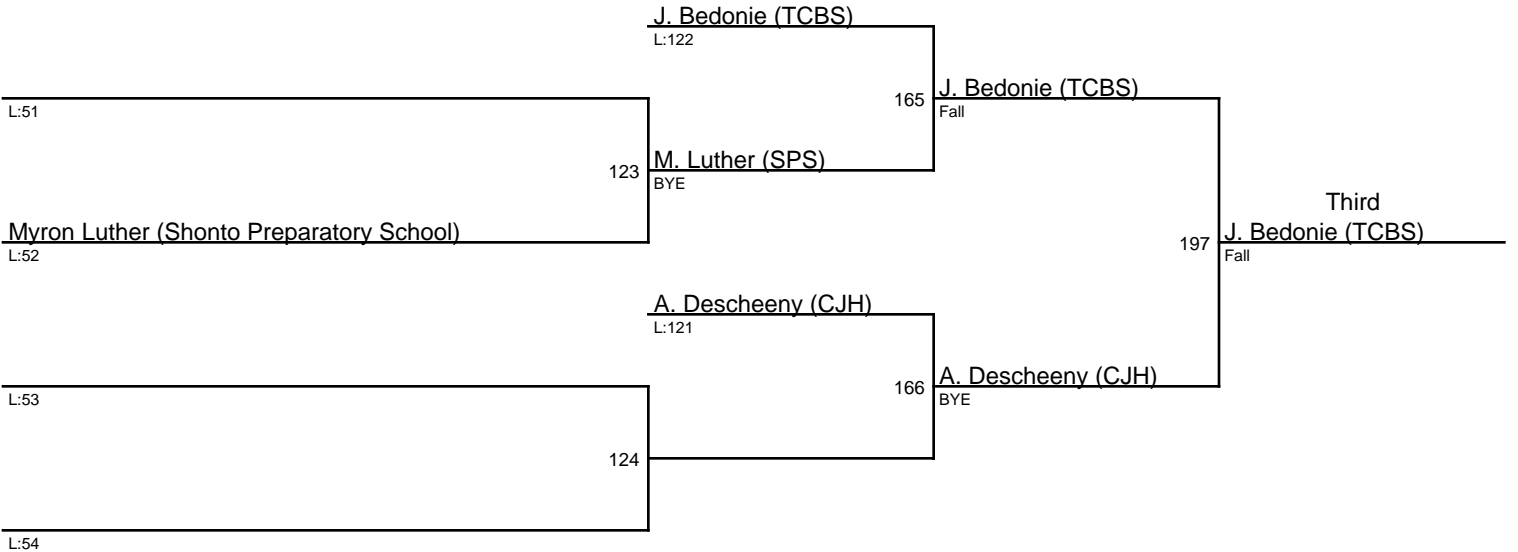 J. Bedonie (TCBS)
L:122
L:51
165
J. Bedonie (TCBS)
Fall
123
M. Luther (SPS)
BYE
Myron Luther (Shonto Preparatory School)
L:52
Third
197
J. Bedonie (TCBS)
Fall
A. Descheeny (CJH)
L:121
L:53
166
A. Descheeny (CJH)
BYE
124
L:54